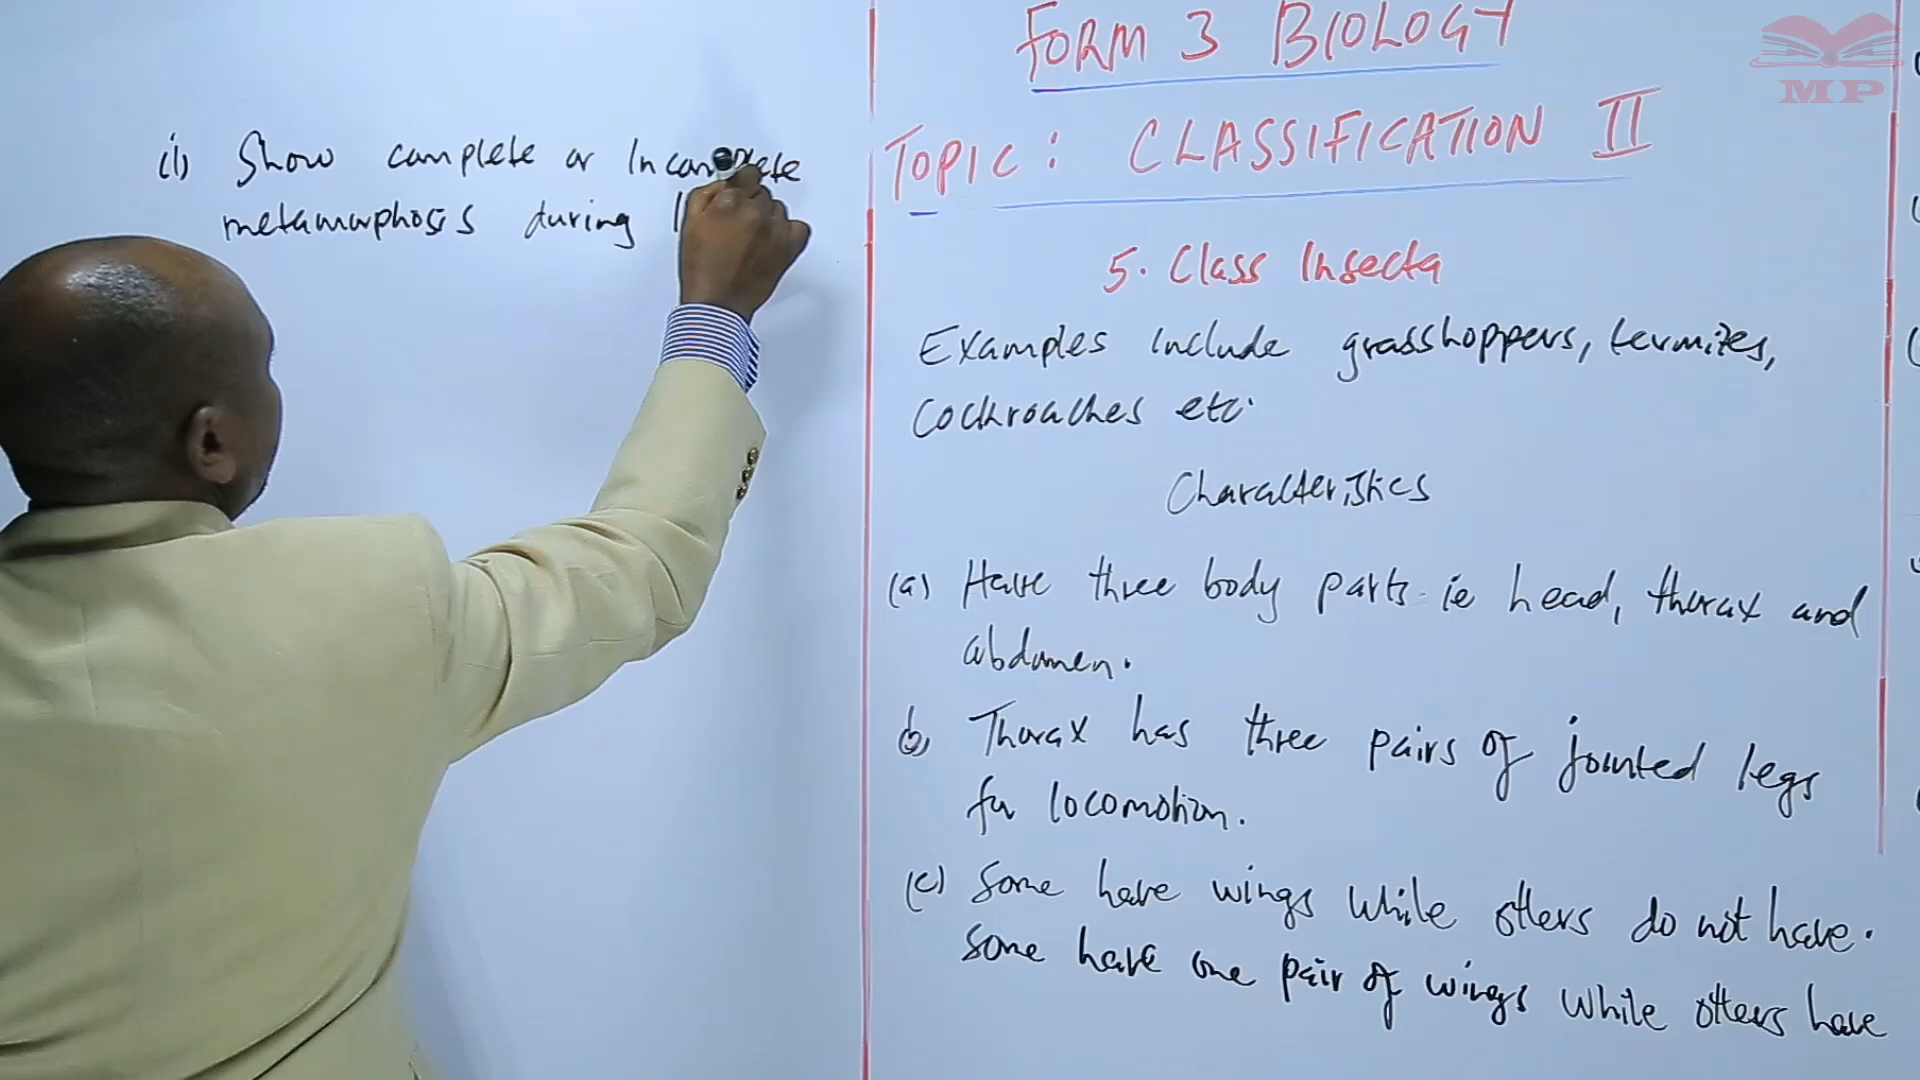 (i) Show complete or Incomplete
metamorphosis during
FORM 3 BIOLOGY
TOPIC: CLASSIFICATION II
5. Class Insecta
Examples include grasshoppers, termites,
Cockroaches etc.
Characteristics
(a) Have three body parts ie head, thorax and
abdomen.
b) Thorax has three pairs of jointed legs
for locomotion.
(c) Some have wings while others do not have.
Some have one pair of wings while others have
MP